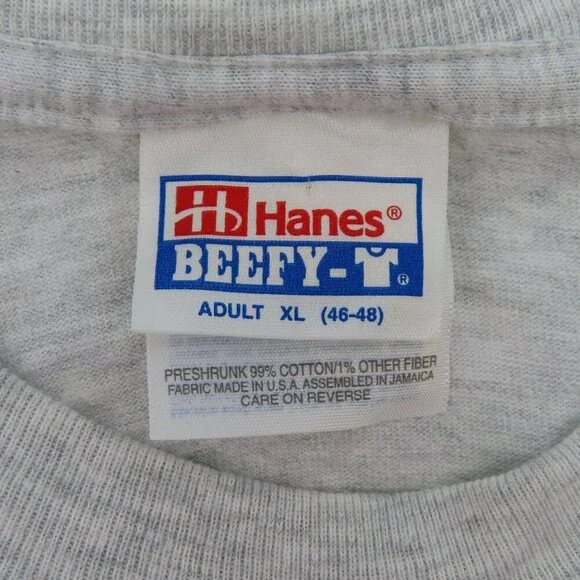 Hanes®
BEEFY-T®
ADULT XL (46-48)
PRESHRUNK 99% COTTON/1% OTHER FIBER
FABRIC MADE IN U.S.A. ASSEMBLED IN JAMAICA
CARE ON REVERSE